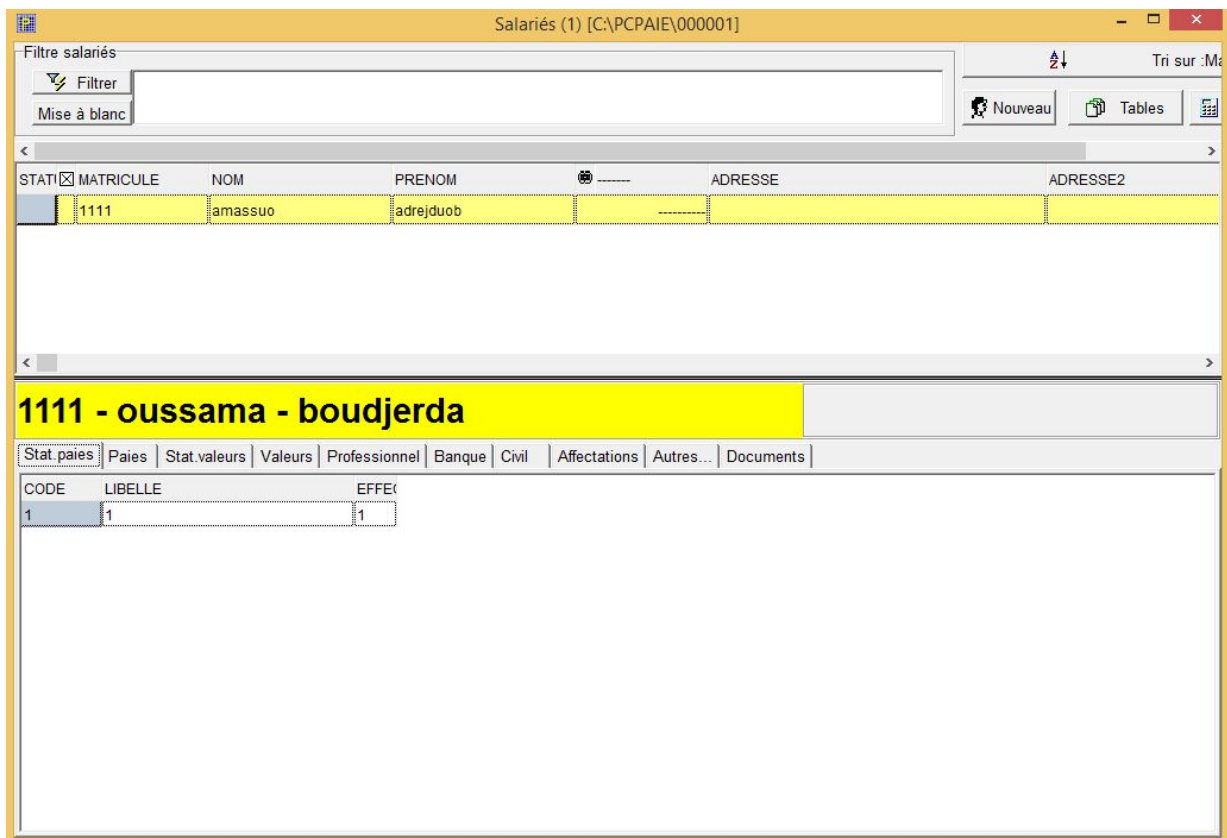 Salariés (1) [C:\PCPAIE\000001]
Filtre salariés
Filtrer
Mise à blanc
Tri sur :Ma
Nouveau Tables
STATU MATRICULE NOM PRENOM ------- ADRESSE ADRESSE2
1111 amassuo adrejduob ----------
1111 - oussama - boudjerda
Stat.paies Paies Stat.valeurs Valeurs Professionnel Banque Civil Affectations Autres... Documents
CODE LIBELLE EFFEC
1 1 1